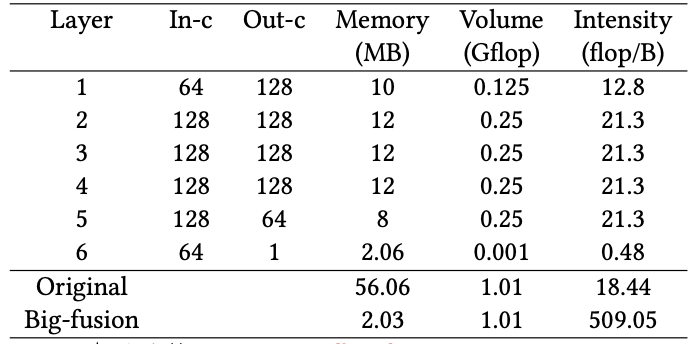 Layer In-c Out-c Memory Volume Intensity
(MB) (Gflop) (flop/B)
1 64 128 10 0.125 12.8
2 128 128 12 0.25 21.3
3 128 128 12 0.25 21.3
4 128 128 12 0.25 21.3
5 128 64 8 0.25 21.3
6 64 1 2.06 0.001 0.48
Original 56.06 1.01 18.44
Big-fusion 2.03 1.01 509.05